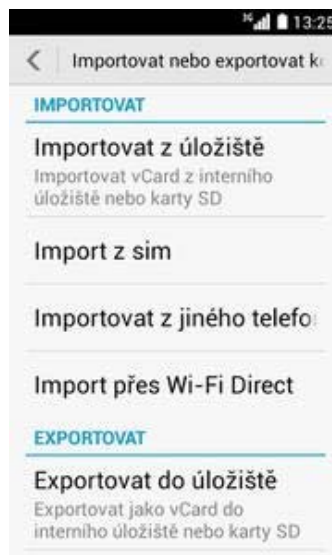 13:25
Importovat nebo exportovat k
IMPORTOVAT
Importovat z úložiště
Importovat vCard z interního
úložiště nebo karty SD
Import z sim
Importovat z jiného telefo
Import přes Wi-Fi Direct
EXPORTOVAT
Exportovat do úložiště
Exportovat jako vCard do
interního úložiště nebo karty SD